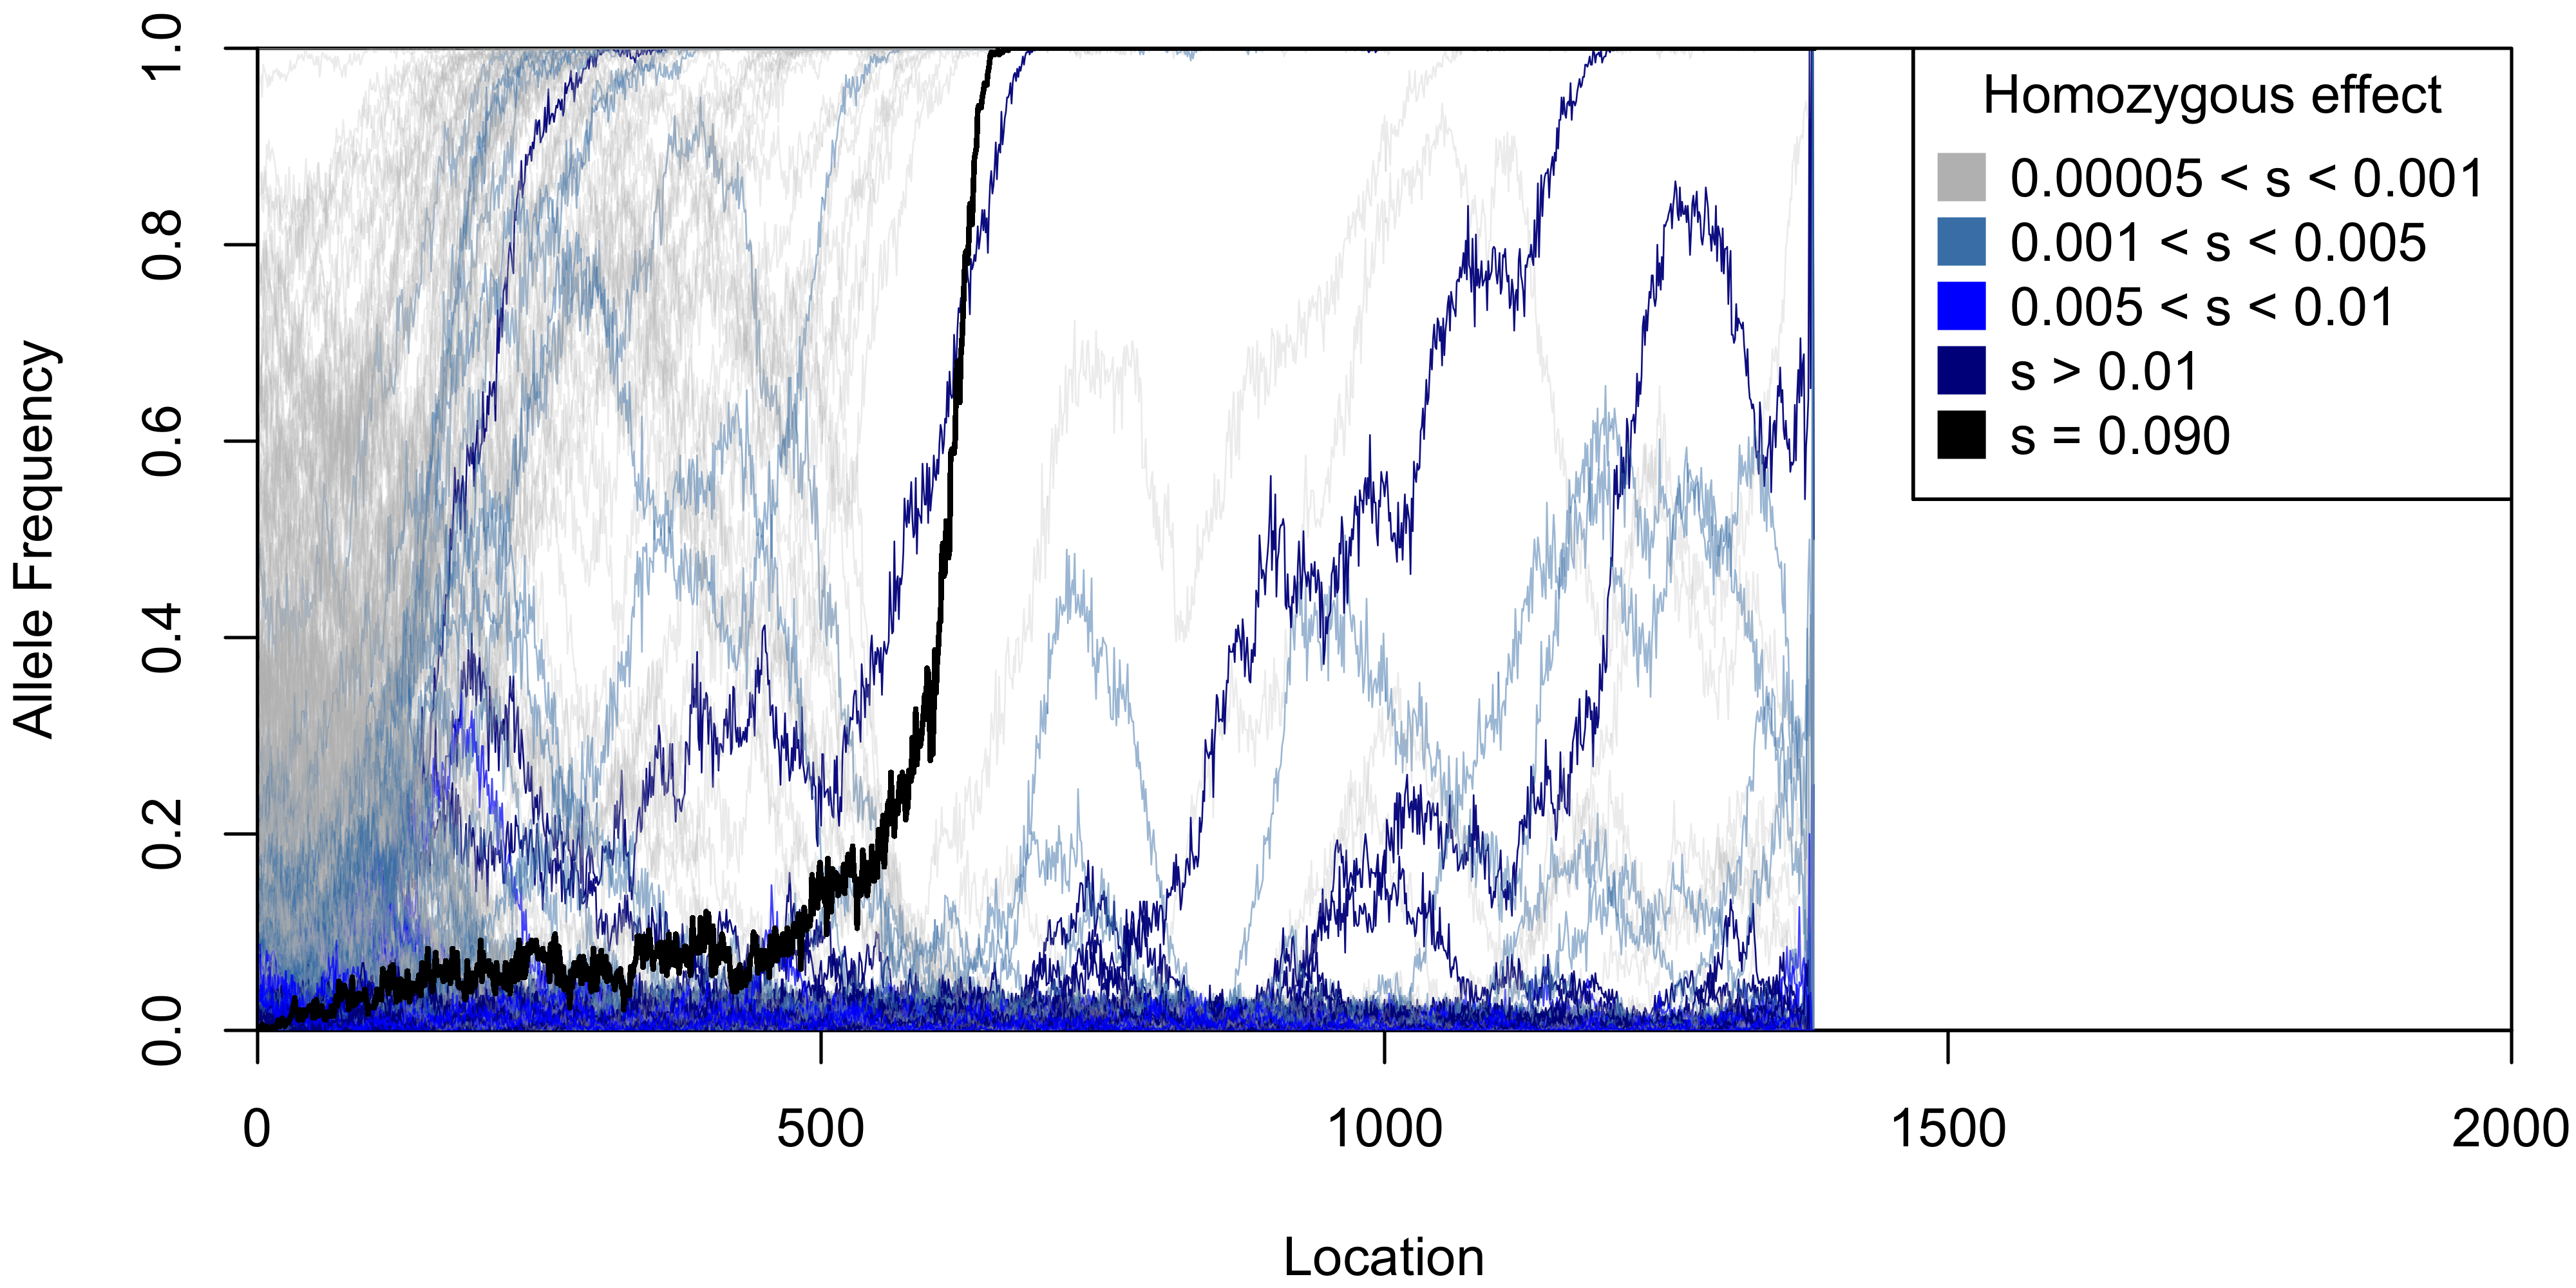 Allele Frequency
1.0
0.8
0.6
0.4
0.2
0.0
0 500 1000 1500 2000
Location
Homozygous effect
0.00005 < s < 0.001
0.001 < s < 0.005
0.005 < s < 0.01
s > 0.01
s = 0.090